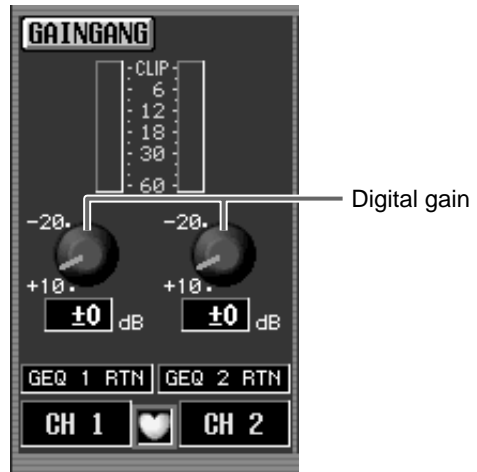 GAINGANG
CLIP
6
12
18
30
60
Digital gain
-20 -20
+10 +10
±0 dB ±0 dB
GEQ 1 RTN GEQ 2 RTN
CH 1 CH 2